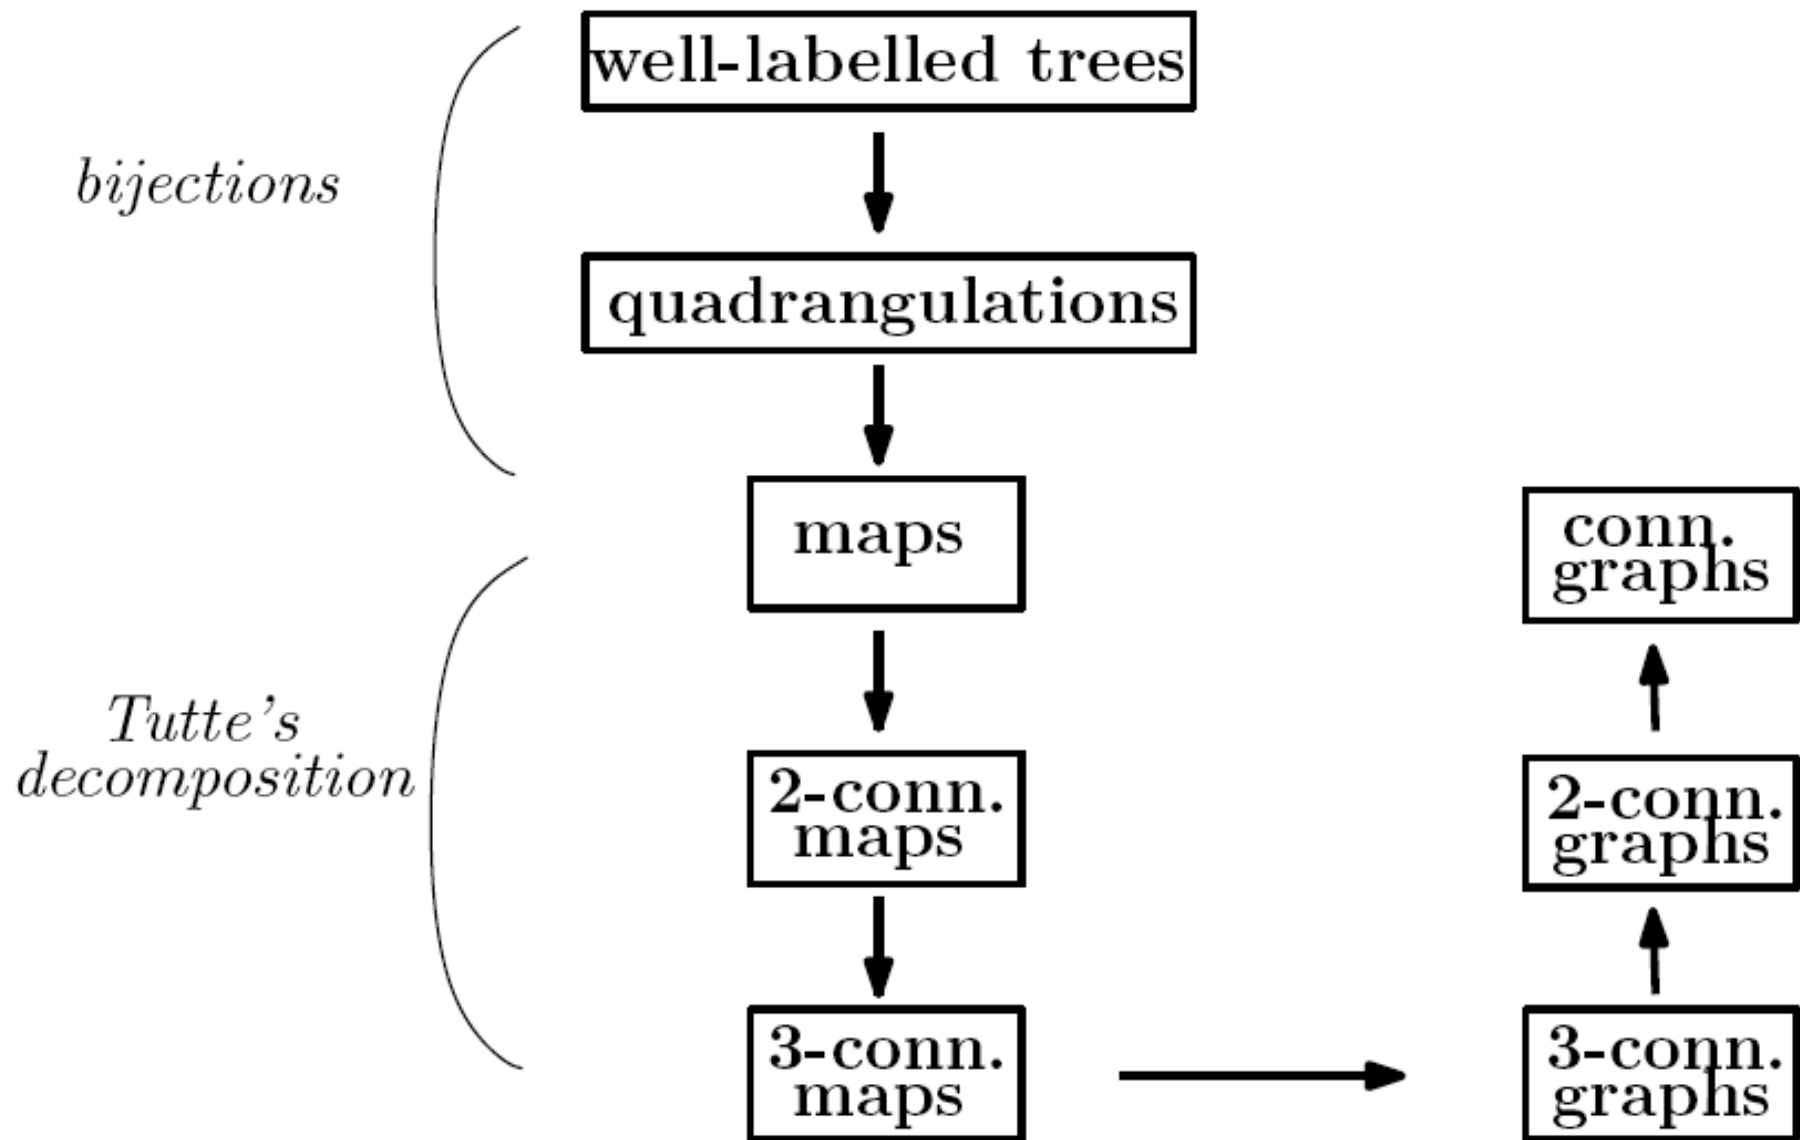 well-labelled trees
bijections
quadrangulations
maps
conn.
graphs
Tutte's
decomposition
2-conn.
maps
2-conn.
graphs
3-conn.
maps
3-conn.
graphs